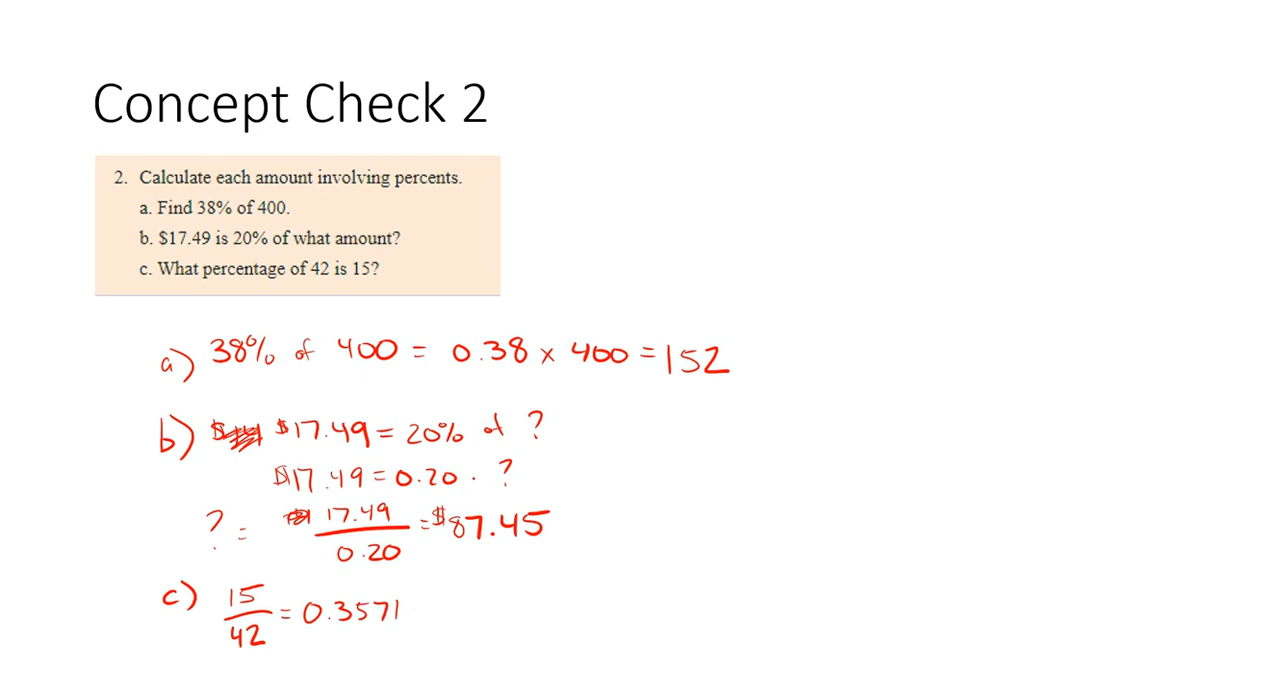 Concept Check 2
2. Calculate each amount involving percents.
a. Find 38% of 400.
b. $17.49 is 20% of what amount?
c. What percentage of 42 is 15?
a) 38% of 400 = 0.38 × 400 = 152
b) $17.49 = 20% of ?
$17.49 = 0.20 · ?
? = 17.49 / 0.20 = $87.45
c) 15 / 42 = 0.3571